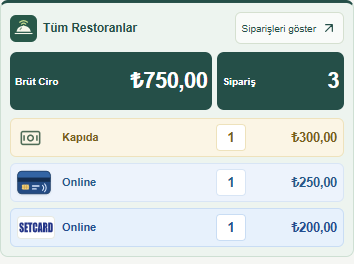 Tüm Restoranlar
Siparişleri göster
Brüt Ciro ₺750,00
Sipariş 3
Kapıda 1 ₺300,00
Online 1 ₺250,00
SETCARD Online 1 ₺200,00